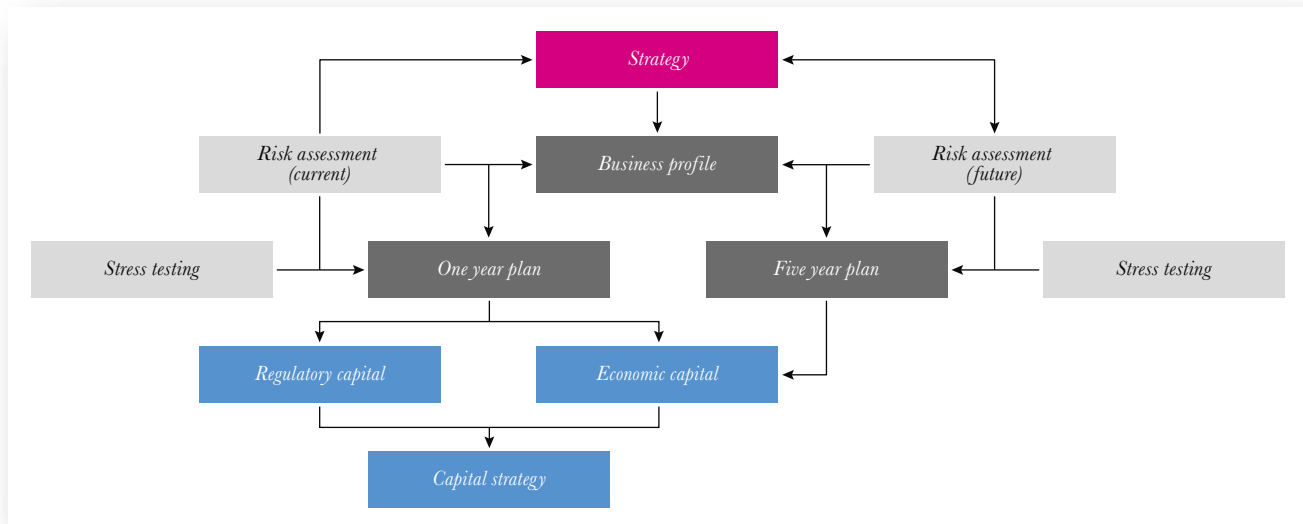 Strategy
Risk assessment
(current)
Business profile
Risk assessment
(future)
Stress testing
One year plan
Five year plan
Stress testing
Regulatory capital
Economic capital
Capital strategy